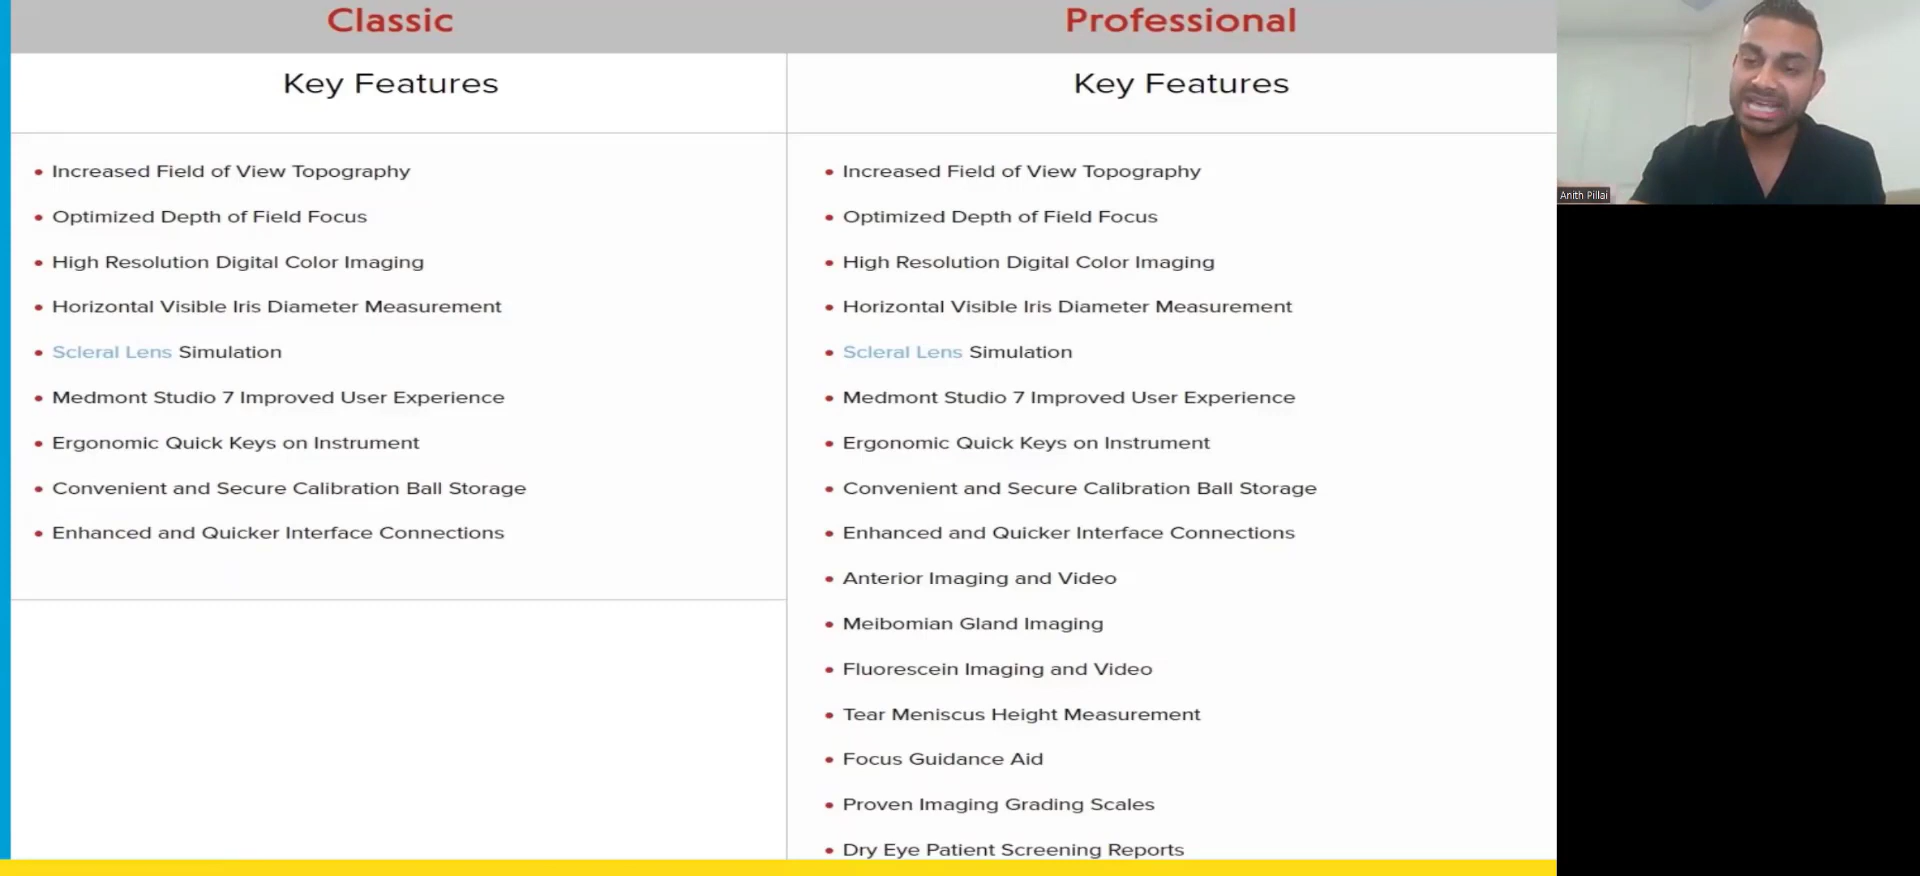 Classic
Key Features
Increased Field of View Topography
Optimized Depth of Field Focus
High Resolution Digital Color Imaging
Horizontal Visible Iris Diameter Measurement
Scleral Lens Simulation
Medmont Studio 7 Improved User Experience
Ergonomic Quick Keys on Instrument
Convenient and Secure Calibration Ball Storage
Enhanced and Quicker Interface Connections
Professional
Key Features
Increased Field of View Topography
Optimized Depth of Field Focus
High Resolution Digital Color Imaging
Horizontal Visible Iris Diameter Measurement
Scleral Lens Simulation
Medmont Studio 7 Improved User Experience
Ergonomic Quick Keys on Instrument
Convenient and Secure Calibration Ball Storage
Enhanced and Quicker Interface Connections
Anterior Imaging and Video
Meibomian Gland Imaging
Fluorescein Imaging and Video
Tear Meniscus Height Measurement
Focus Guidance Aid
Proven Imaging Grading Scales
Dry Eye Patient Screening Reports
Anith Pillai